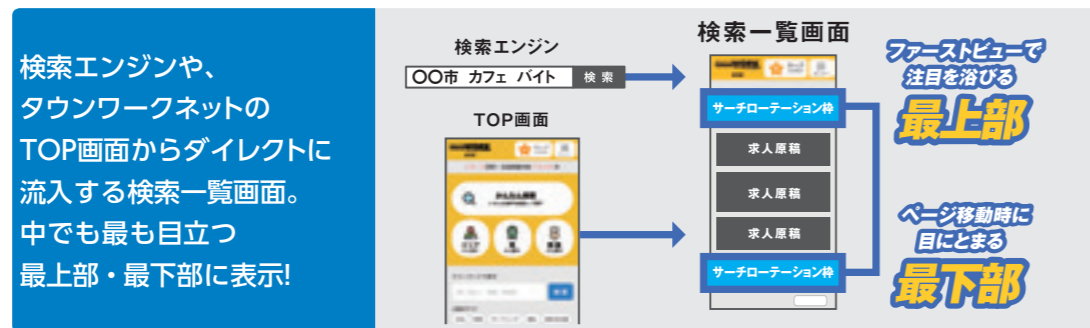 検索エンジンや、
タウンワークネットの
TOP画面からダイレクトに
流入する検索一覧画面。
中でも最も目立つ
最上部・最下部に表示!
検索エンジン
〇〇市 カフェ バイト 検索
TOP画面
かんたん検索
検索一覧画面
サーチローテーション枠
求人原稿
求人原稿
求人原稿
サーチローテーション枠
ファーストビューで
注目を浴びる
最上部
ページ移動時に
目にとまる
最下部